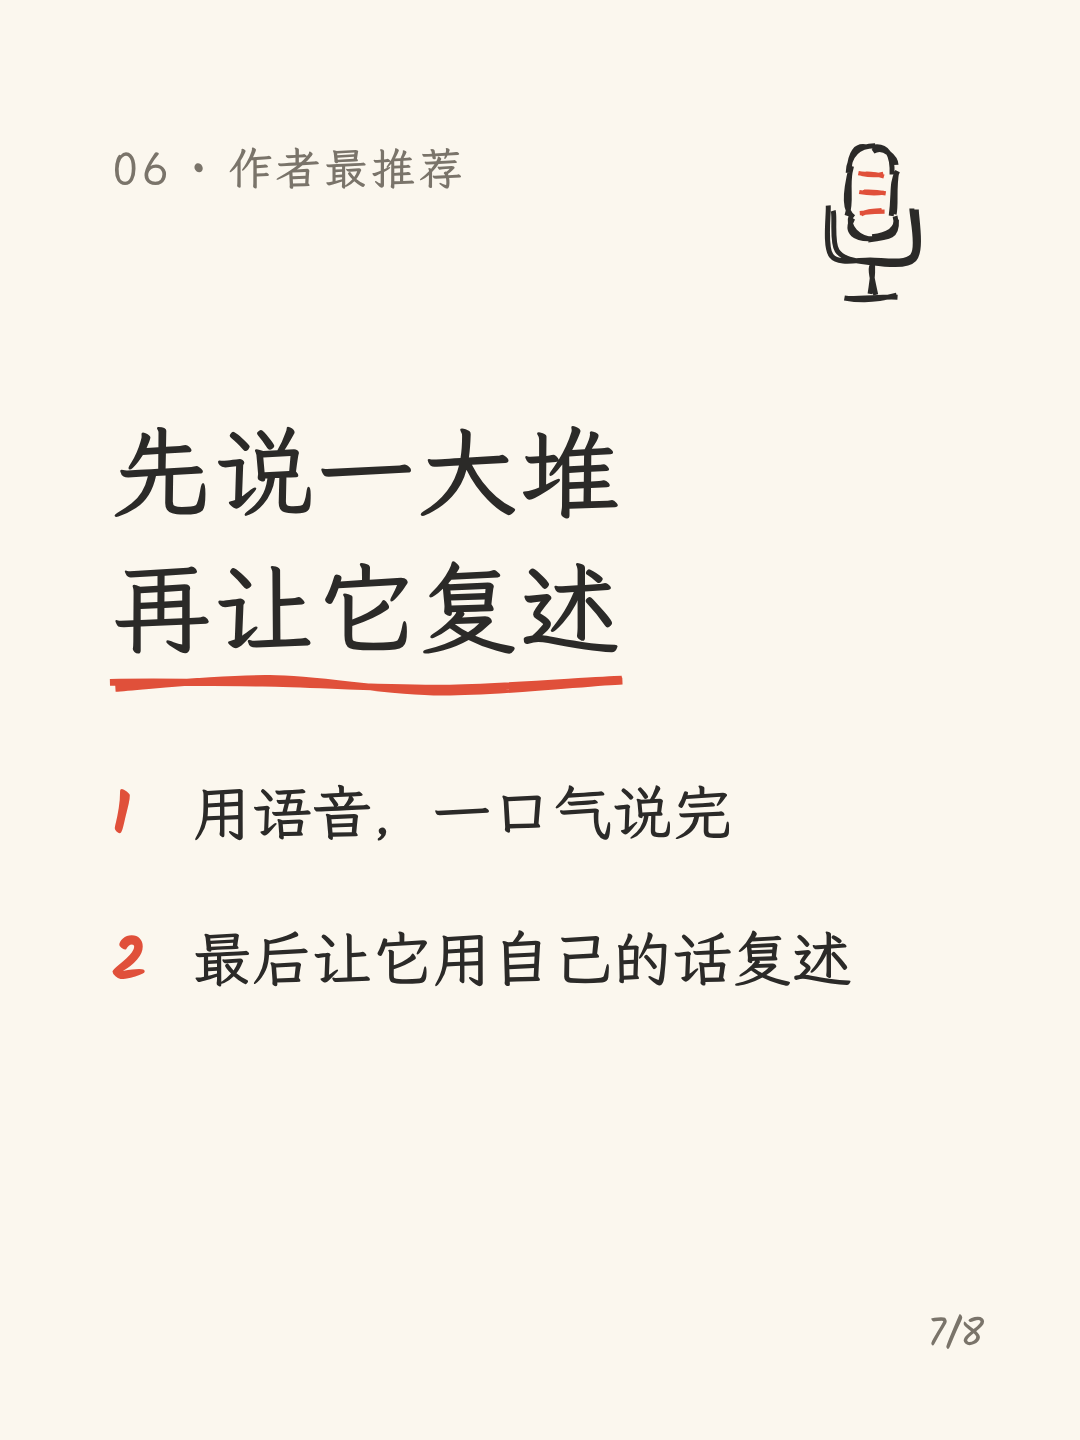 06 · 作者最推荐
先说一大堆
再让它复述
1 用语音，一口气说完
2 最后让它用自己的话复述
7/8